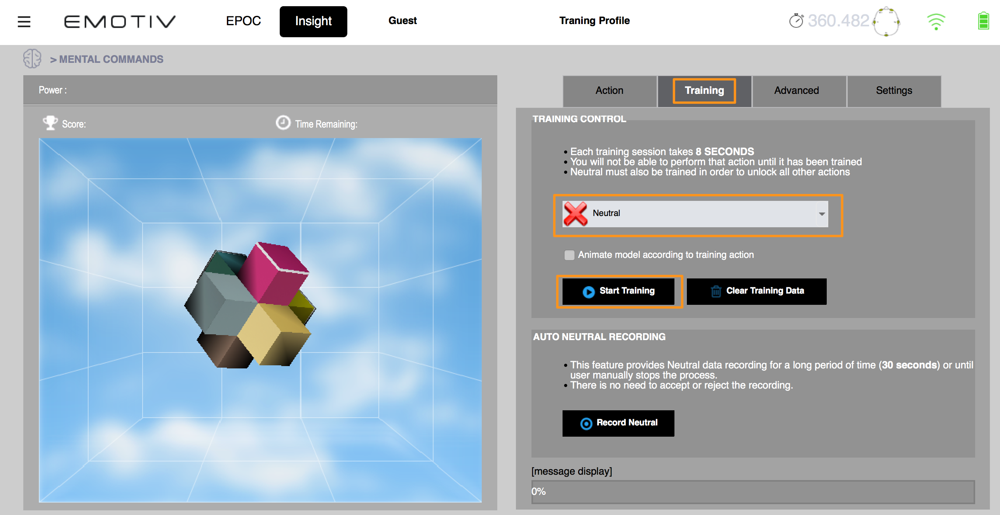 EMOTIV
EPOC
Insight
Guest
Traning Profile
360.482
> MENTAL COMMANDS
Power :
Score:
Time Remaining:
Action
Training
Advanced
Settings
TRAINING CONTROL
• Each training session takes 8 SECONDS
• You will not be able to perform that action until it has been trained
• Neutral must also be trained in order to unlock all other actions
Neutral
Animate model according to training action
Start Training
Clear Training Data
AUTO NEUTRAL RECORDING
• This feature provides Neutral data recording for a long period of time (30 seconds) or until
user manually stops the process.
• There is no need to accept or reject the recording.
Record Neutral
[message display]
0%